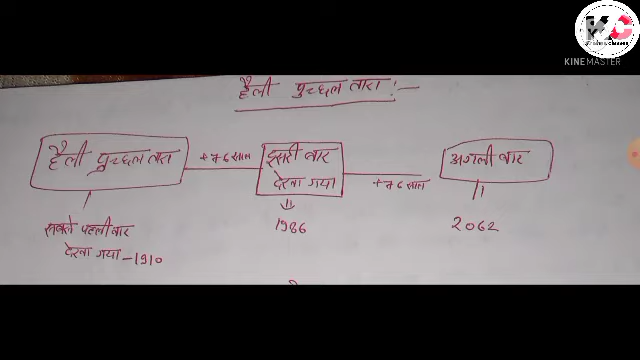 हैली पुच्छल तारा :—
हैली पुच्छल तारा
+76 साल
दूसरी बार
देखा गया
+76 साल
अगली बार
सबसे पहली बार
देखा गया – 1910
1986
2062
KINEMASTER